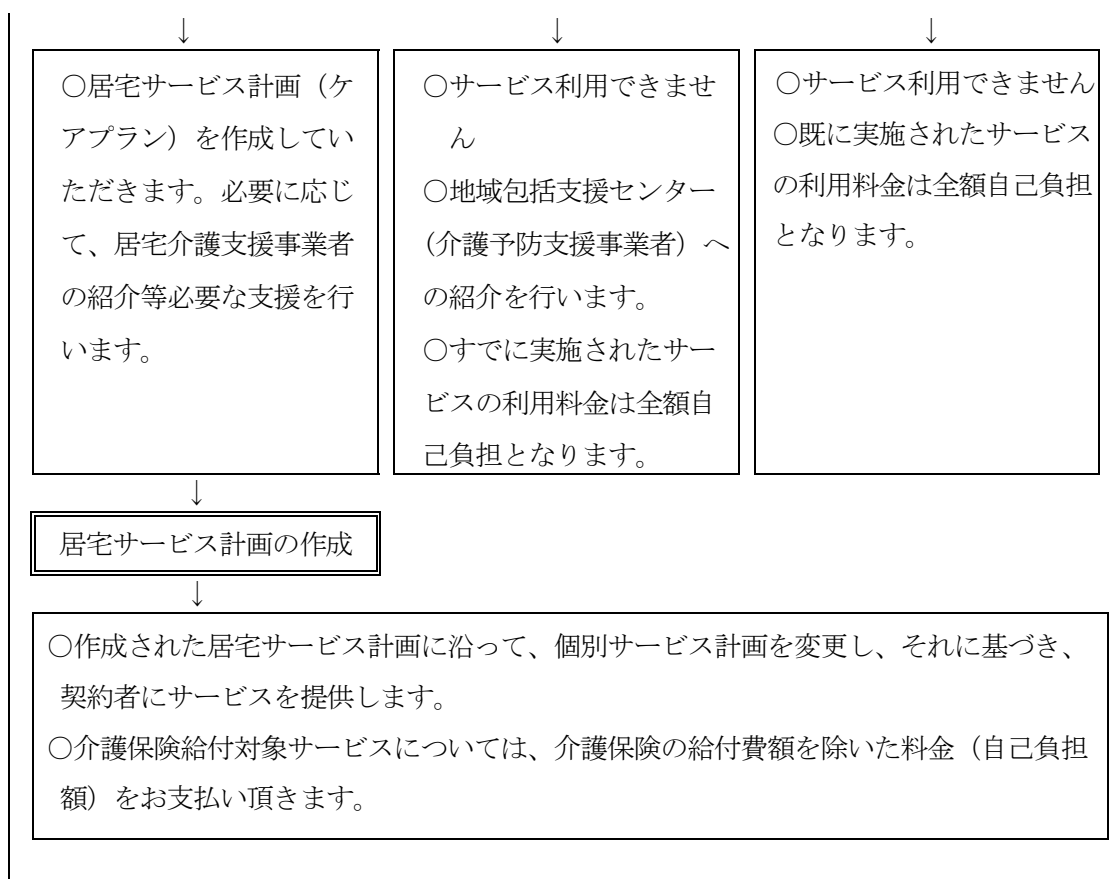 ↓ ↓ ↓
○居宅サービス計画（ケ
アプラン）を作成してい
ただきます。必要に応じ
て、居宅介護支援事業者
の紹介等必要な支援を行
います。
○サービス利用できませ
ん
○地域包括支援センター
(介護予防支援事業者）へ
の紹介を行います。
○すでに実施されたサー
ビスの利用料金は全額自
己負担となります。
○サービス利用できません
○既に実施されたサービス
の利用料金は全額自己負担
となります。
↓
居宅サービス計画の作成
↓
○作成された居宅サービス計画に沿って、個別サービス計画を変更し、それに基づき、
契約者にサービスを提供します。
○介護保険給付対象サービスについては、介護保険の給付費額を除いた料金（自己負担
額）をお支払い頂きます。